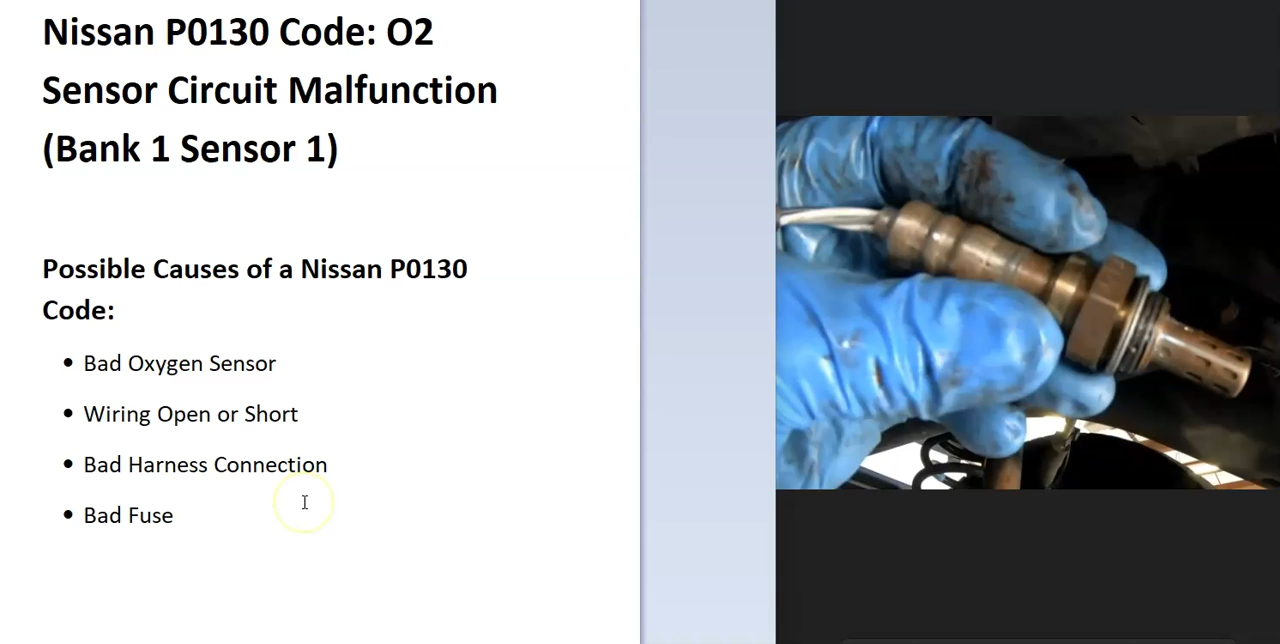 Nissan P0130 Code: O2
Sensor Circuit Malfunction
(Bank 1 Sensor 1)
Possible Causes of a Nissan P0130
Code:
• Bad Oxygen Sensor
• Wiring Open or Short
• Bad Harness Connection
• Bad Fuse